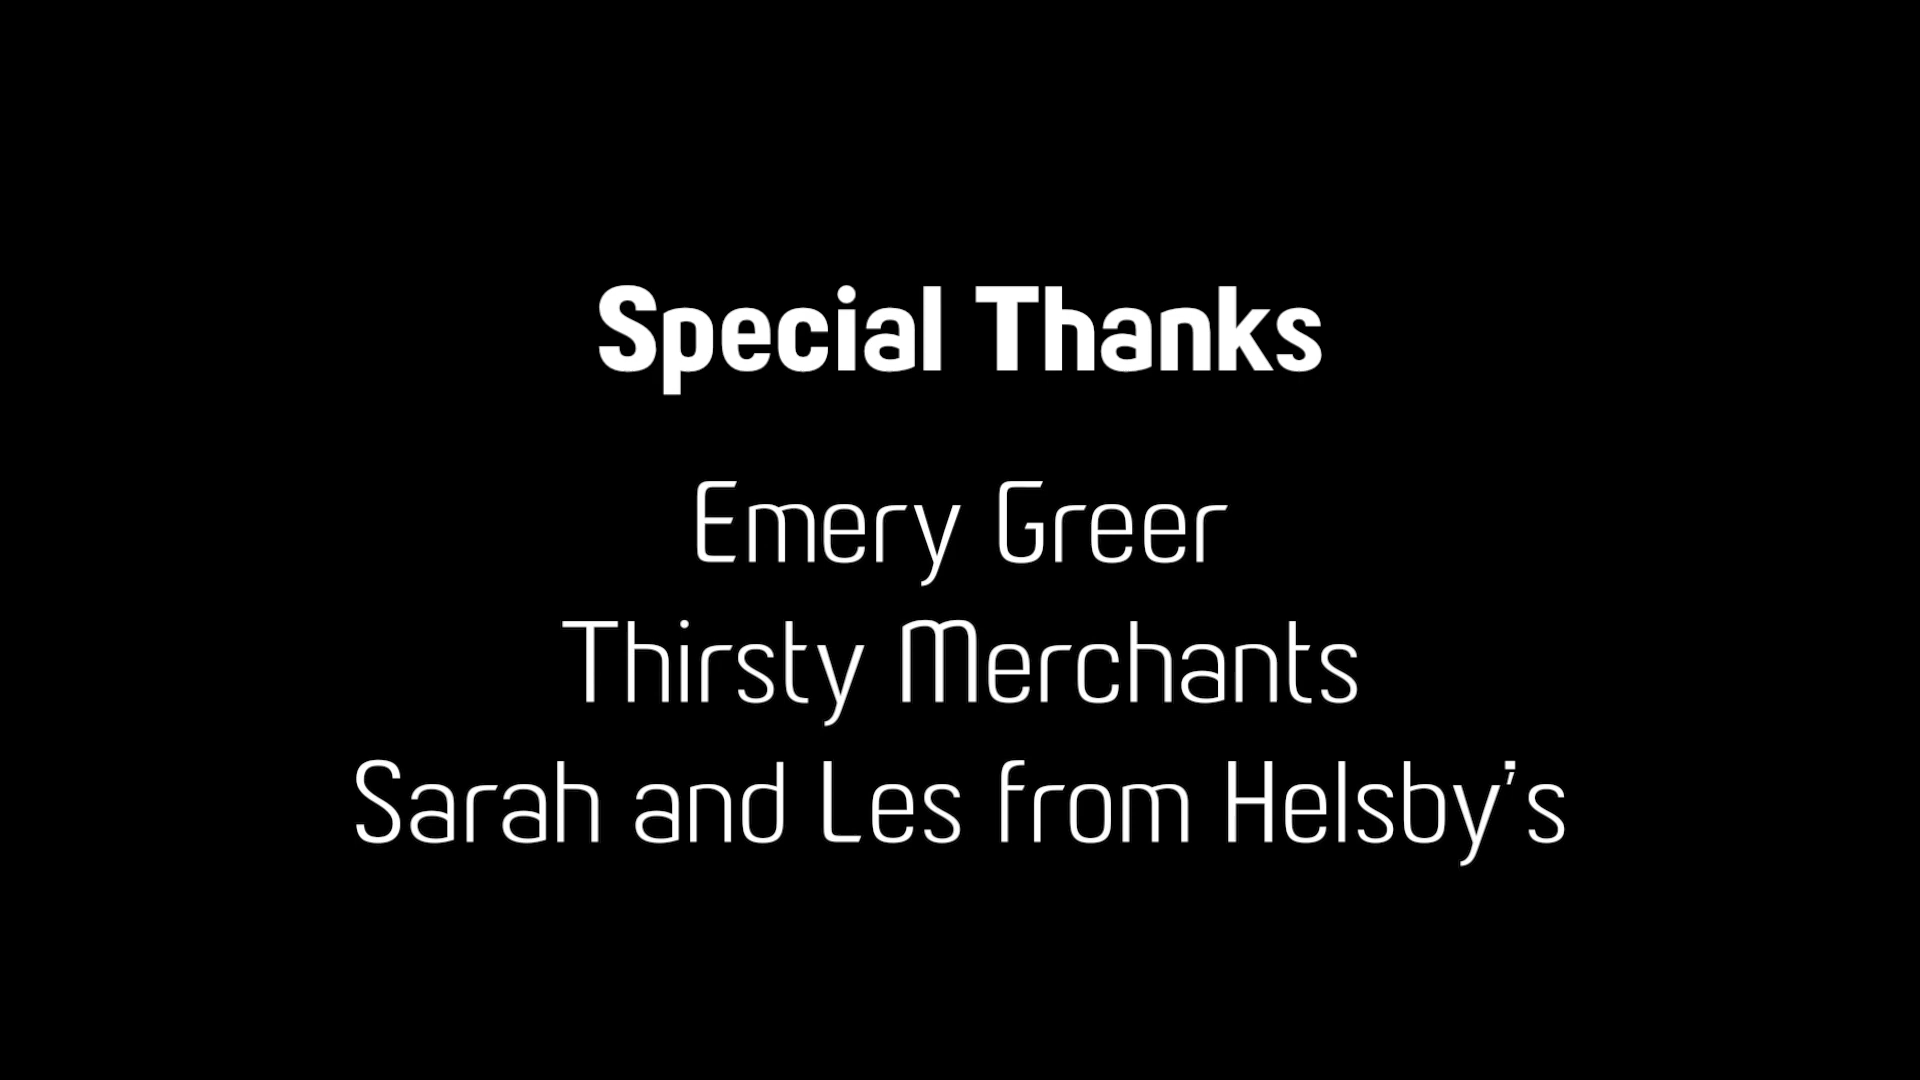 Special Thanks
Emery Greer
Thirsty Merchants
Sarah and Les from Helsby's